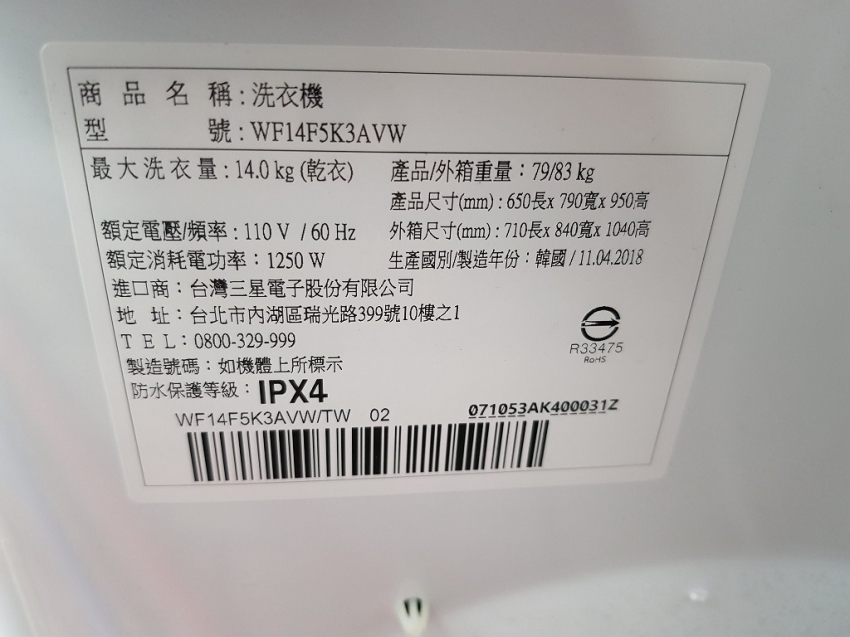 商品名稱:洗衣機
型號:WF14F5K3AVW
最大洗衣量:14.0 kg (乾衣)
產品/外箱重量:79/83 kg
產品尺寸(mm):650長x 790寬x 950高
額定電壓/頻率:110 V / 60 Hz
外箱尺寸(mm):710長x 840寬x 1040高
額定消耗電功率:1250 W
生產國別/製造年份:韓國 / 11.04.2018
進口商:台灣三星電子股份有限公司
地址:台北市內湖區瑞光路399號10樓之1
TEL:0800-329-999
R33475
RoHS
製造號碼:如機體上所標示
防水保護等級:IPX4
WF14F5K3AVW/TW 02
071053AK400031Z